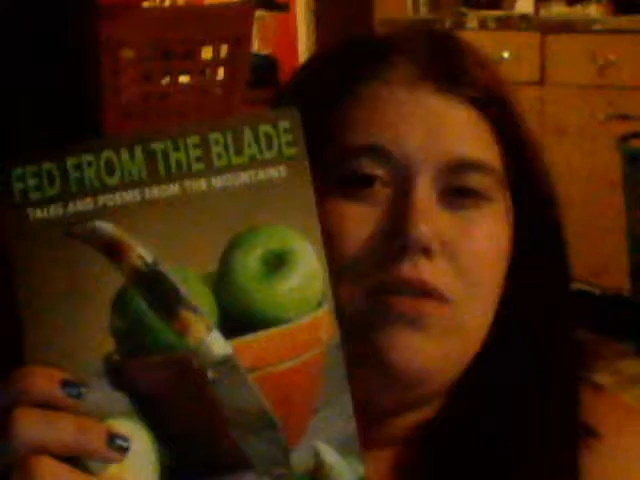 FED FROM THE BLADE
TALES AND POEMS FROM THE MOUNTAINS